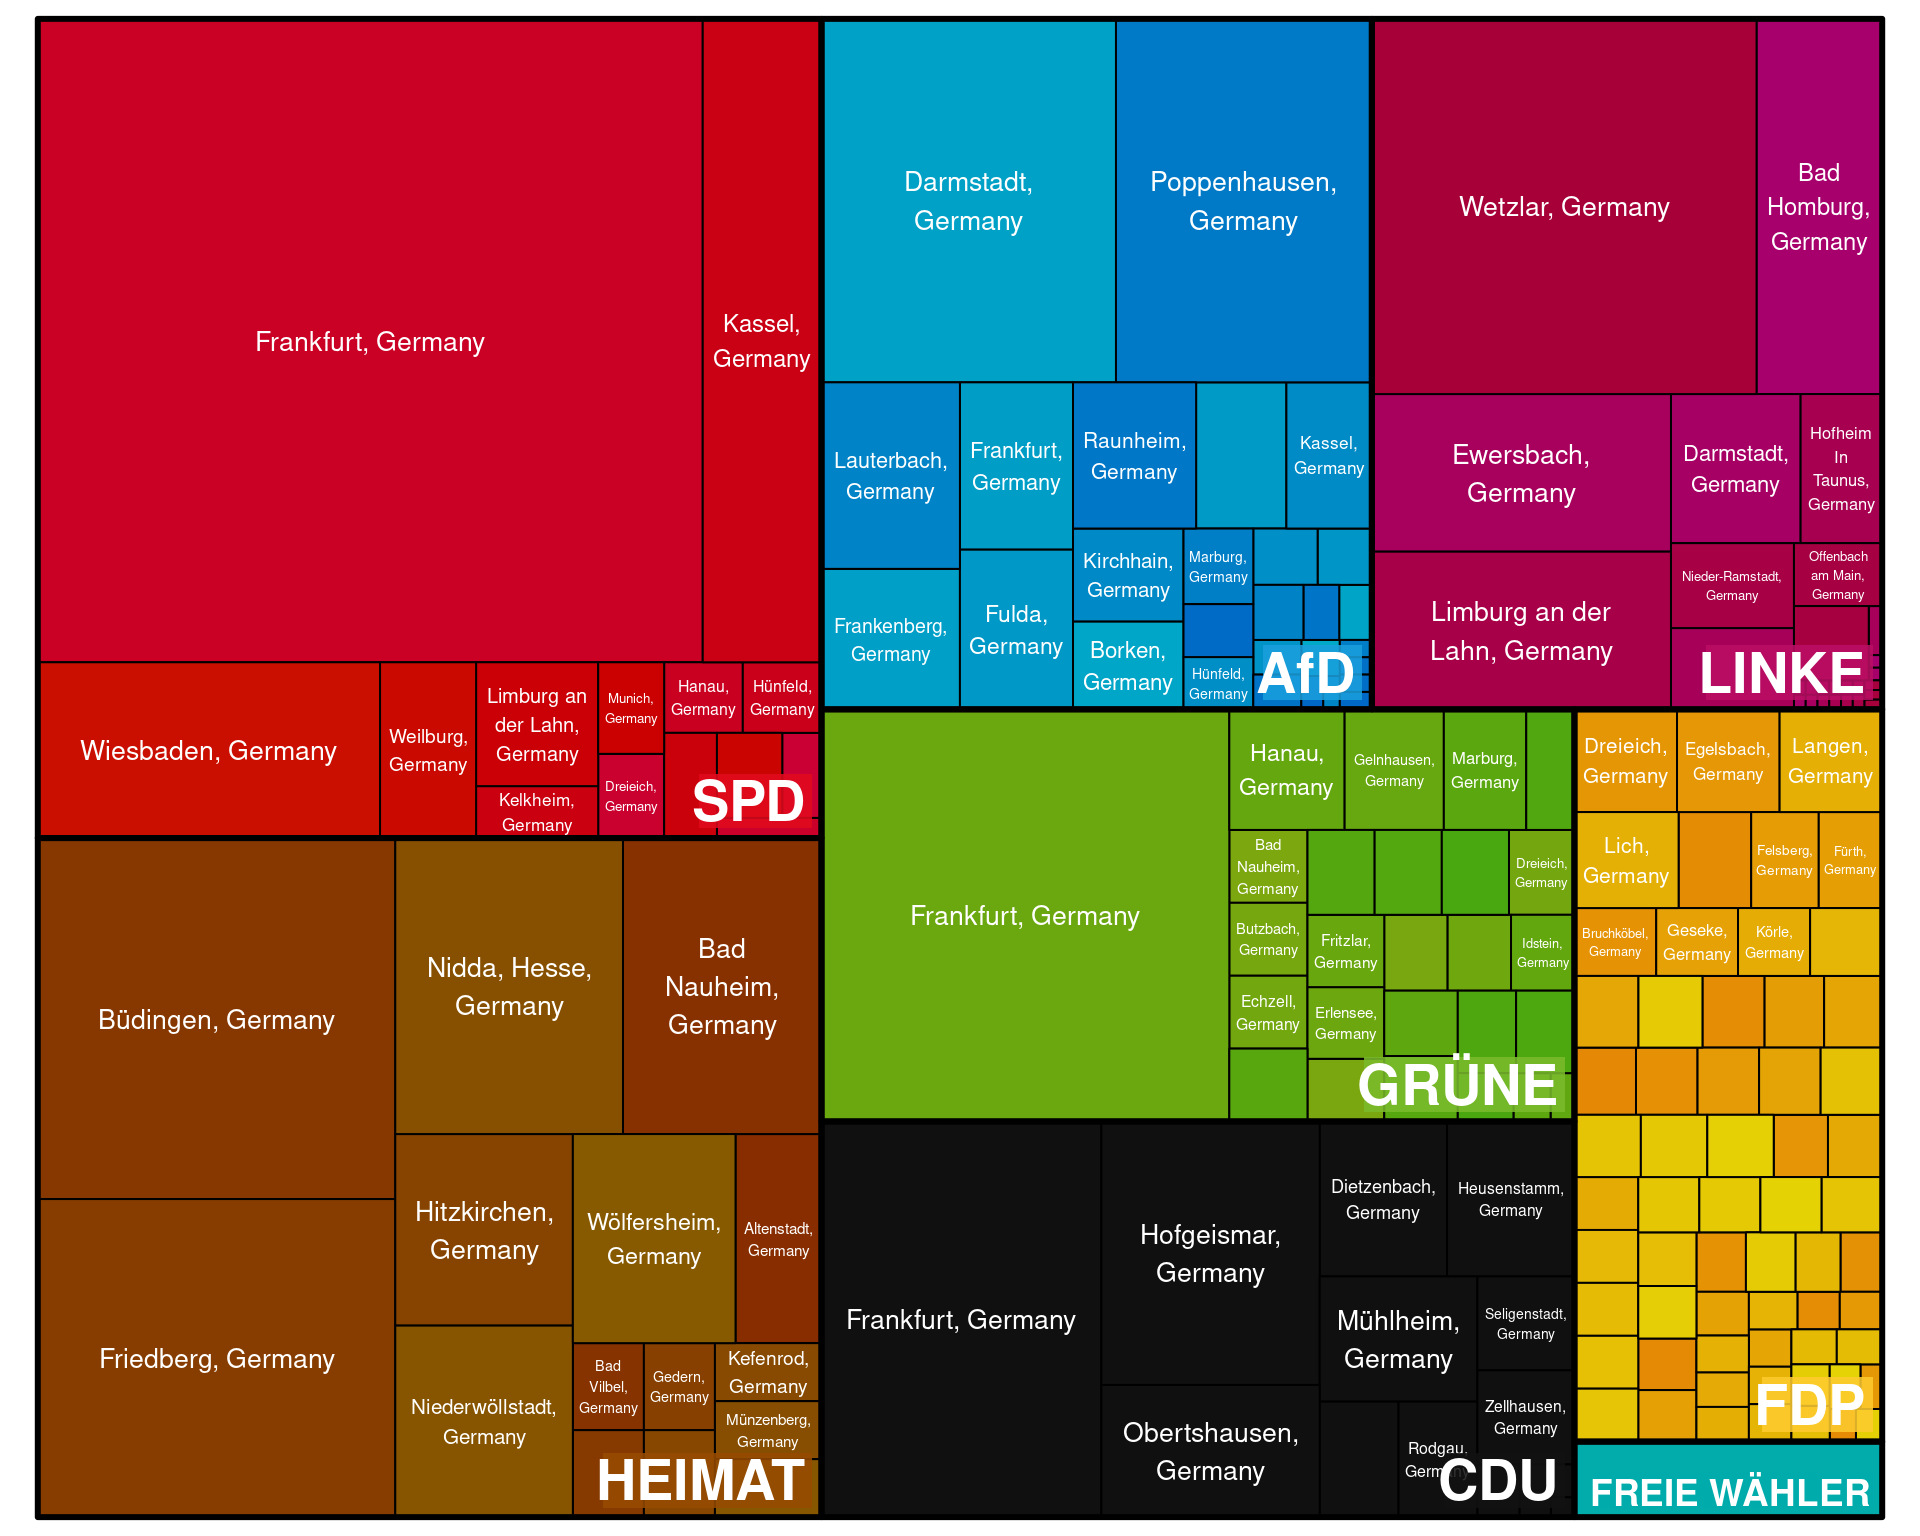 Frankfurt, Germany
Kassel,
Germany
Wiesbaden, Germany
Weilburg,
Germany
Limburg an
der Lahn,
Germany
Kelkheim,
Germany
Munich,
Germany
Dreieich,
Germany
Hanau,
Germany
Hünfeld,
Germany
SPD
Darmstadt,
Germany
Poppenhausen,
Germany
Lauterbach,
Germany
Frankfurt,
Germany
Raunheim,
Germany
Kassel,
Germany
Frankenberg,
Germany
Fulda,
Germany
Kirchhain,
Germany
Marburg,
Germany
Borken,
Germany
Hünfeld,
Germany
AfD
Wetzlar, Germany
Bad
Homburg,
Germany
Ewersbach,
Germany
Darmstadt,
Germany
Hofheim
In
Taunus,
Germany
Limburg an der
Lahn, Germany
Nieder-Ramstadt,
Germany
Offenbach
am Main,
Germany
LINKE
Büdingen, Germany
Nidda, Hesse,
Germany
Bad
Nauheim,
Germany
Friedberg, Germany
Hitzkirchen,
Germany
Wölfersheim,
Germany
Altenstadt,
Germany
Niederwöllstadt,
Germany
Bad
Vilbel,
Germany
Gedern,
Germany
Kefenrod,
Germany
Münzenberg,
Germany
HEIMAT
Frankfurt, Germany
Hanau,
Germany
Gelnhausen,
Germany
Marburg,
Germany
Bad
Nauheim,
Germany
Dreieich,
Germany
Butzbach,
Germany
Fritzlar,
Germany
Idstein,
Germany
Echzell,
Germany
Erlensee,
Germany
GRÜNE
Frankfurt, Germany
Hofgeismar,
Germany
Obertshausen,
Germany
Dietzenbach,
Germany
Heusenstamm,
Germany
Mühlheim,
Germany
Seligenstadt,
Germany
Zellhausen,
Germany
Rodgau,
Germany
CDU
Dreieich,
Germany
Egelsbach,
Germany
Langen,
Germany
Lich,
Germany
Felsberg,
Germany
Fürth,
Germany
Bruchköbel,
Germany
Geseke,
Germany
Körle,
Germany
FDP
FREIE WÄHLER